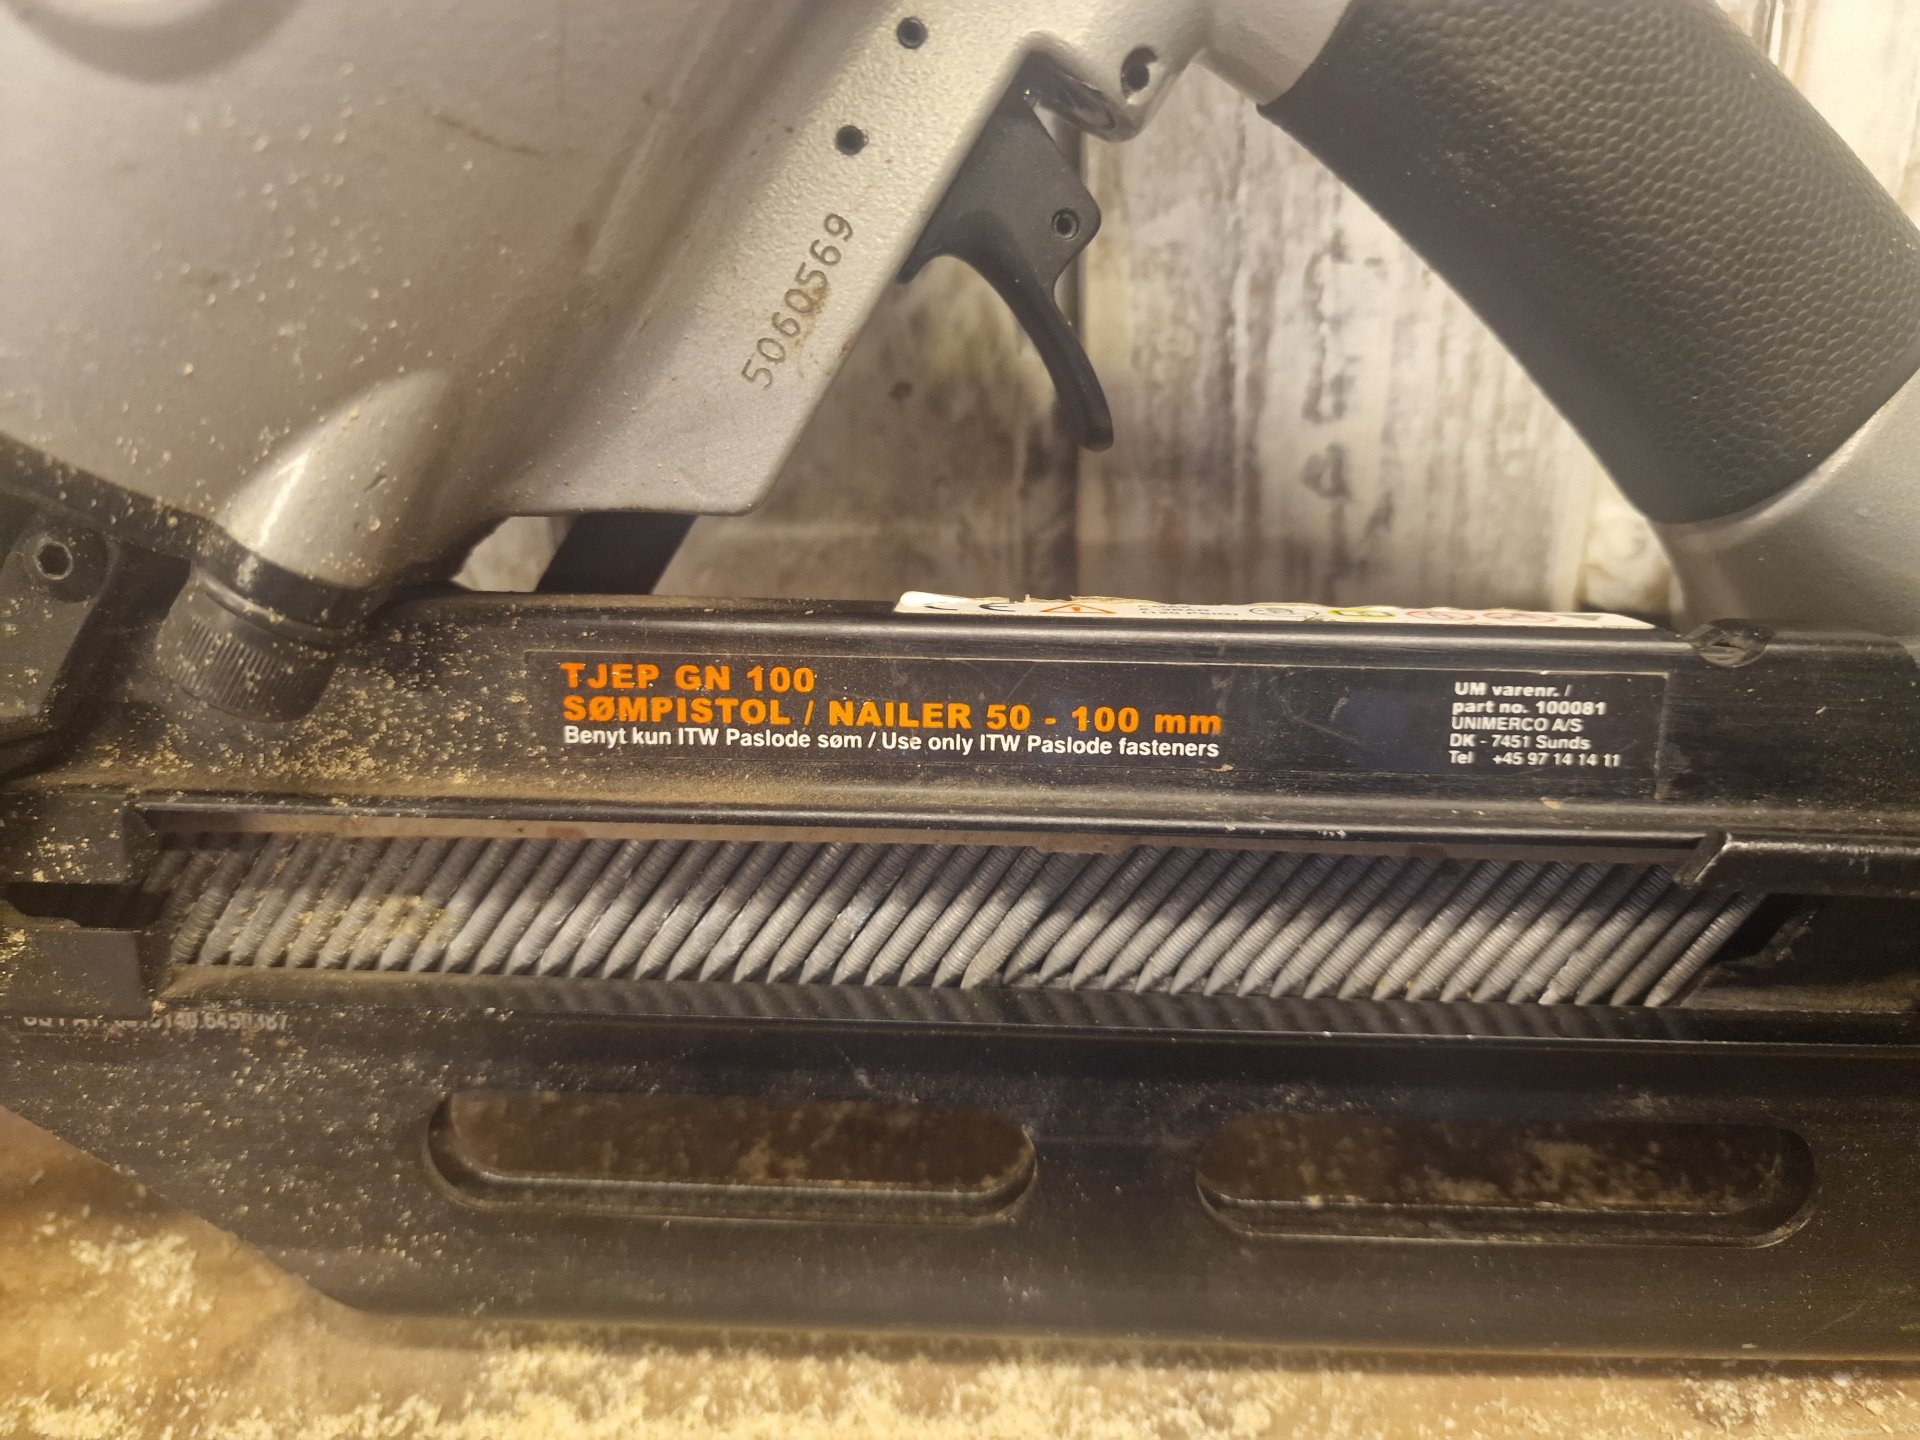 5060569
CE
TJEP GN 100
SØMPISTOL / NAILER 50 - 100 mm
Benyt kun ITW Paslode søm / Use only ITW Paslode fasteners
UM varenr. /
part no. 100081
UNIMERCO A/S
DK - 7451 Sunds
Tel +45 97 14 14 11